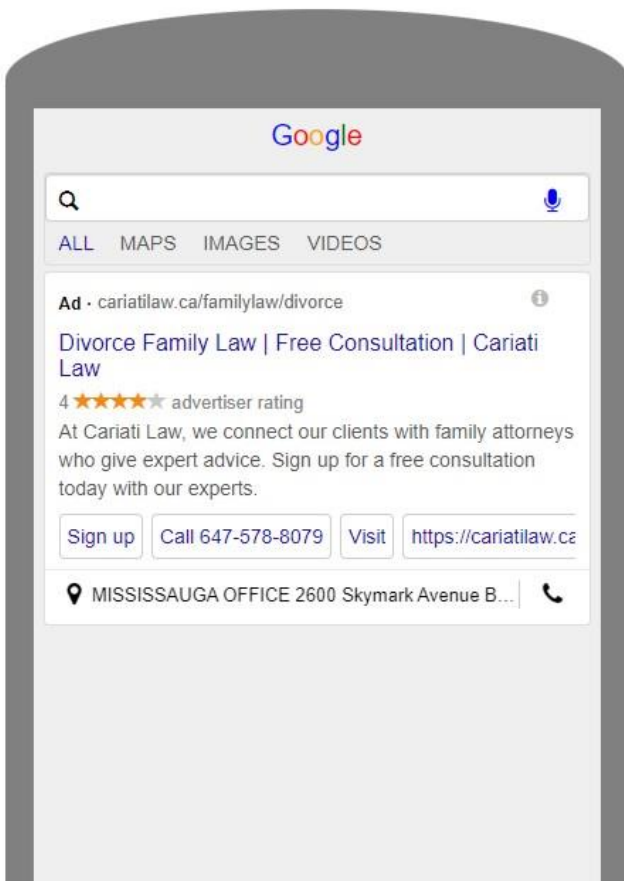 Google
ALL MAPS IMAGES VIDEOS
Ad · cariatilaw.ca/familylaw/divorce
Divorce Family Law | Free Consultation | Cariati
Law
4 ★★★★★ advertiser rating
At Cariati Law, we connect our clients with family attorneys
who give expert advice. Sign up for a free consultation
today with our experts.
Sign up Call 647-578-8079 Visit https://cariatilaw.ca
MISSISSAUGA OFFICE 2600 Skymark Avenue B...